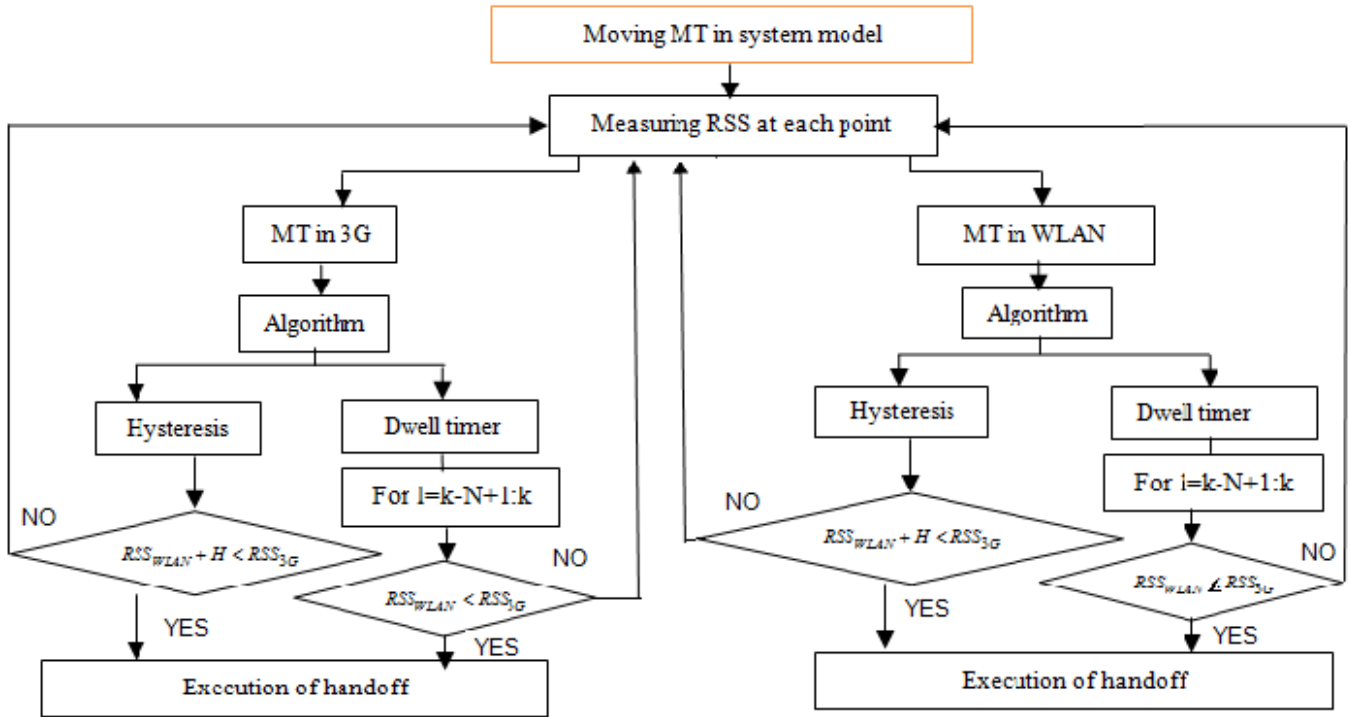 Moving MT in system model
Measuring RSS at each point
MT in 3G
MT in WLAN
Algorithm
Algorithm
Hysteresis
Dwell timer
Hysteresis
Dwell timer
For i=k-N+1:k
For i=k-N+1:k
NO
RSS_WLAN + H < RSS_3G
NO
RSS_WLAN < RSS_3G
NO
RSS_WLAN + H < RSS_3G
NO
RSS_WLAN ≮ RSS_3G
YES
YES
YES
YES
Execution of handoff
Execution of handoff